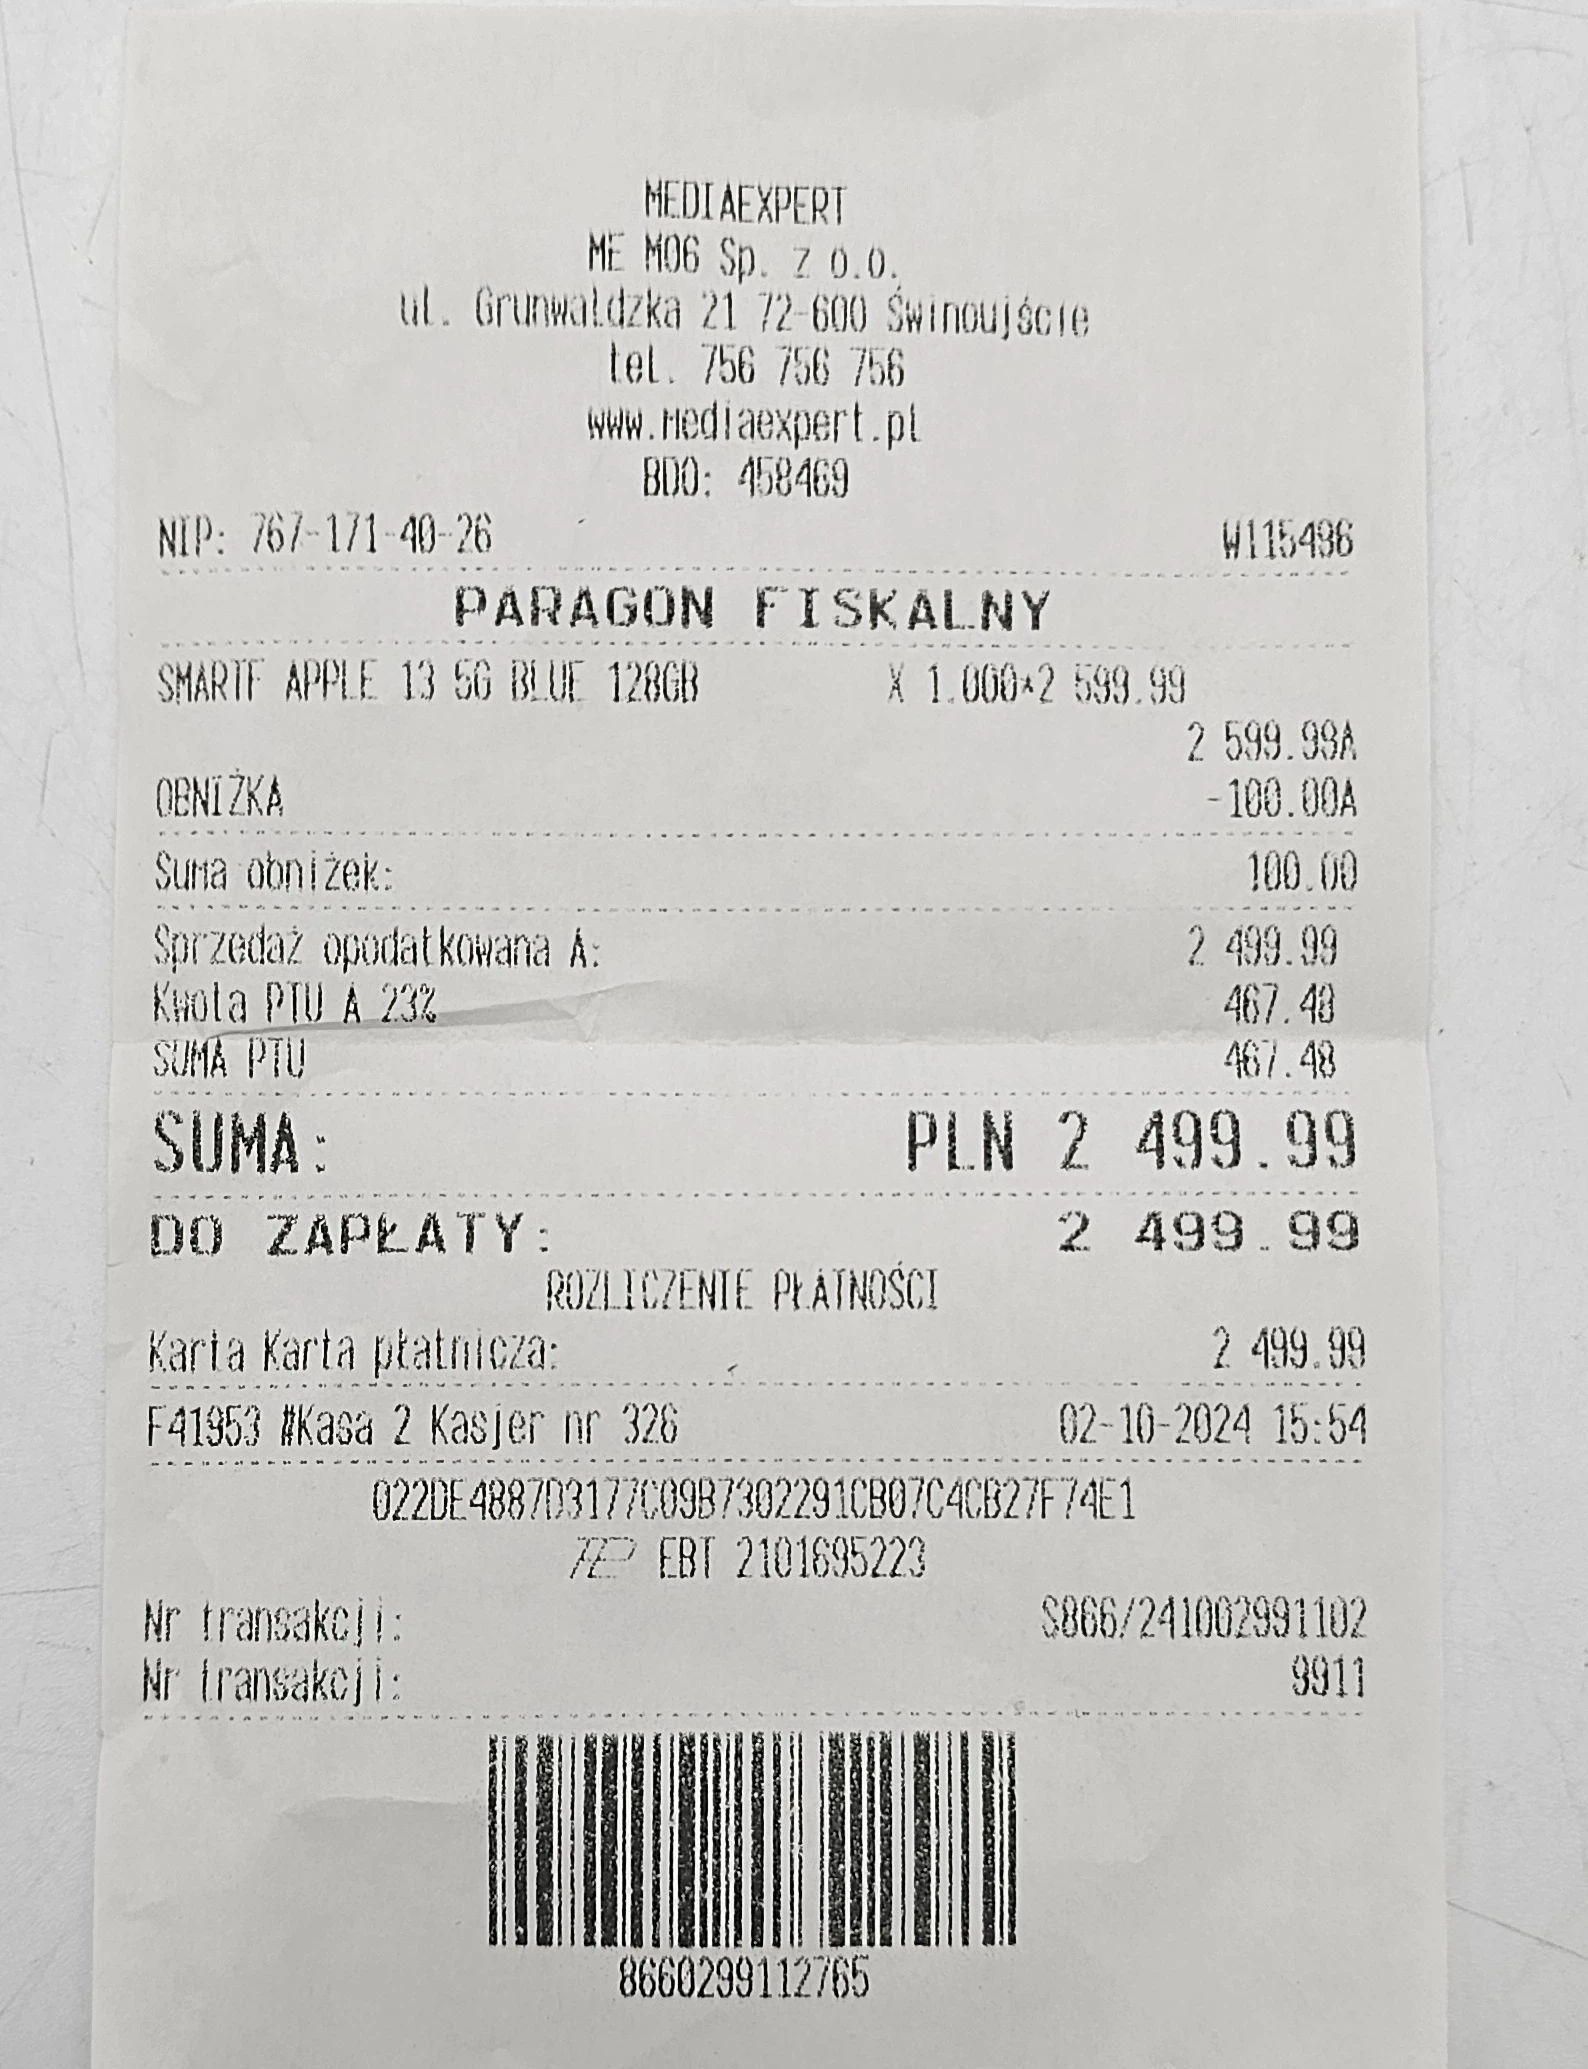 MEDIAEXPERT
ME M06 Sp. z o.o.
ul. Grunwaldzka 21 72-600 Świnoujście
tel. 756 756 756
www.mediaexpert.pl
BDO: 458469
NIP: 767-171-40-26 W115496
PARAGON FISKALNY
SMARTF APPLE 13 5G BLUE 128GB X 1.000*2 599.99
2 599.99A
OBNIŻKA -100.00A
Suma obniżek: 100.00
Sprzedaż opodatkowana A: 2 499.99
Kwota PTU A 23% 467.48
SUMA PTU 467.48
SUMA: PLN 2 499.99
DO ZAPŁATY: 2 499.99
ROZLICZENIE PŁATNOŚCI
Karta Karta płatnicza: 2 499.99
F41953 #Kasa 2 Kasjer nr 326 02-10-2024 15:54
022DE4887D3177C09B7302291CB07C4CB27F74E1
EBT 2101695223
Nr transakcji: S866/241002991102
Nr transakcji: 9911
8660299112765